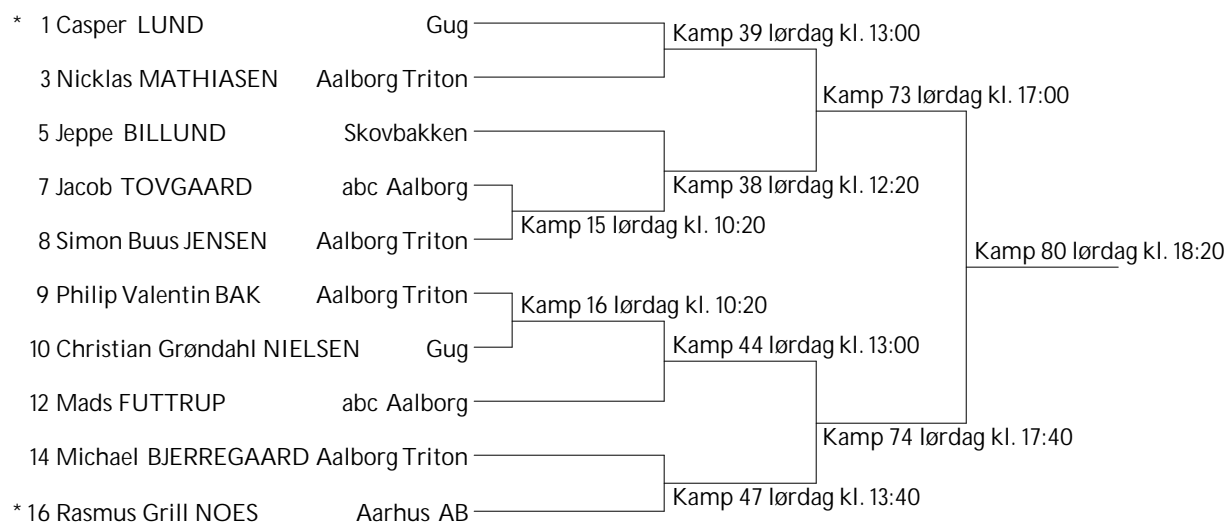 * 1 Casper LUND Gug
Kamp 39 lørdag kl. 13:00
3 Nicklas MATHIASEN Aalborg Triton
Kamp 73 lørdag kl. 17:00
5 Jeppe BILLUND Skovbakken
7 Jacob TOVGAARD abc Aalborg
Kamp 38 lørdag kl. 12:20
Kamp 15 lørdag kl. 10:20
8 Simon Buus JENSEN Aalborg Triton
Kamp 80 lørdag kl. 18:20
9 Philip Valentin BAK Aalborg Triton
Kamp 16 lørdag kl. 10:20
10 Christian Grøndahl NIELSEN Gug
Kamp 44 lørdag kl. 13:00
12 Mads FUTTRUP abc Aalborg
Kamp 74 lørdag kl. 17:40
14 Michael BJERREGAARD Aalborg Triton
Kamp 47 lørdag kl. 13:40
* 16 Rasmus Grill NOES Aarhus AB